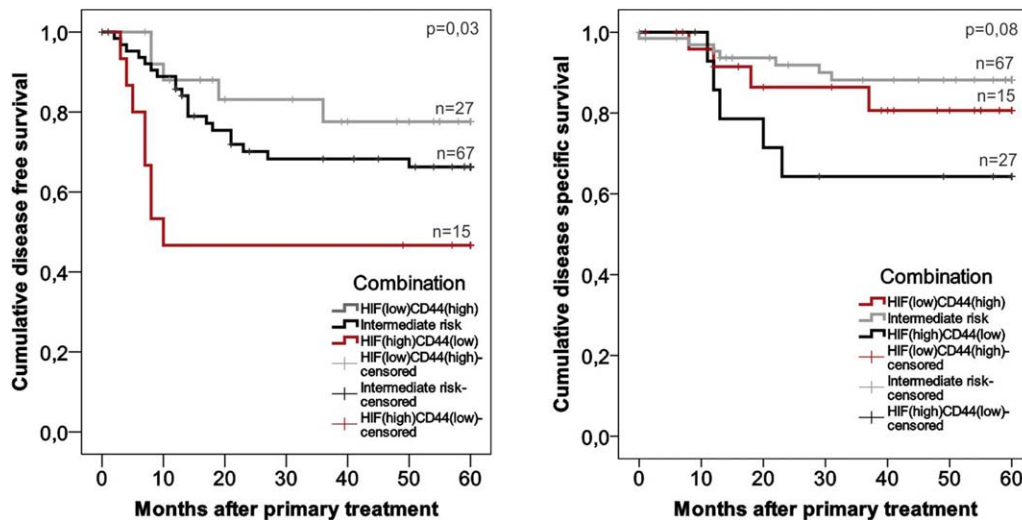 1,0
0,8
0,6
0,4
0,2
0,0
Cumulative disease free survival
p=0,03
n=27
n=67
n=15
Combination
HIF(low)CD44(high)
Intermediate risk
HIF(high)CD44(low)
HIF(low)CD44(high)-
censored
Intermediate risk-
censored
HIF(high)CD44(low)-
censored
0 10 20 30 40 50 60
Months after primary treatment
1,0
0,8
0,6
0,4
0,2
0,0
Cumulative disease specific survival
p=0,08
n=67
n=15
n=27
Combination
HIF(low)CD44(high)
Intermediate risk
HIF(high)CD44(low)
HIF(low)CD44(high)-
censored
Intermediate risk-
censored
HIF(high)CD44(low)-
censored
0 10 20 30 40 50 60
Months after primary treatment